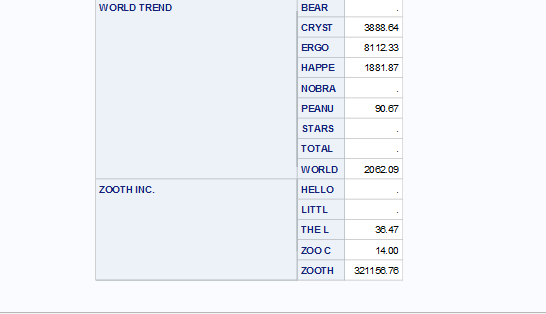 WORLD TREND BEAR .
CRYST 3888.64
ERGO 8112.33
HAPPE 1881.87
NOBRA .
PEANU 90.67
STARS .
TOTAL .
WORLD 2062.09
ZOOTH INC. HELLO .
LITTL .
THE L 36.47
ZOO C 14.00
ZOOTH 321156.76